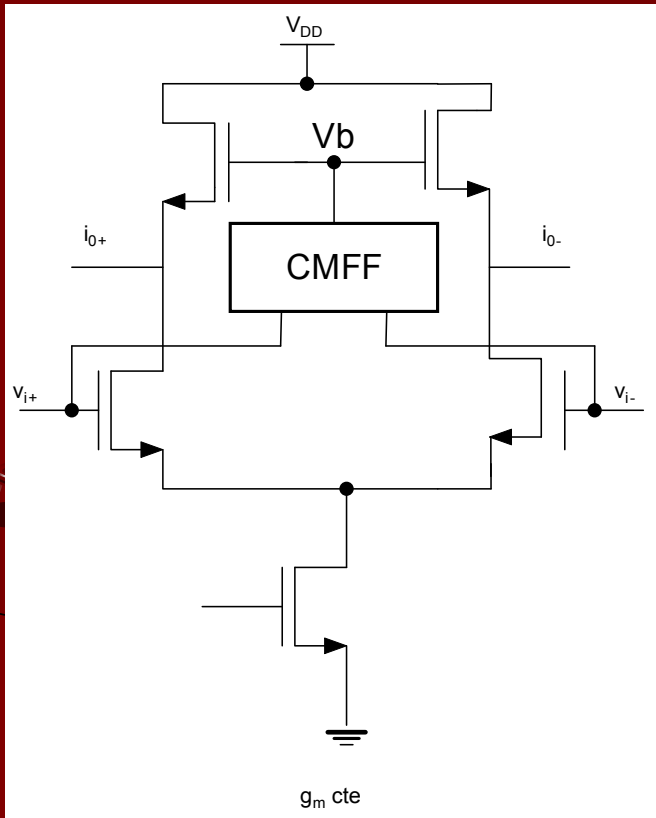 V_DD
Vb
i_0+
i_0-
CMFF
v_i+
v_i-
g_m cte